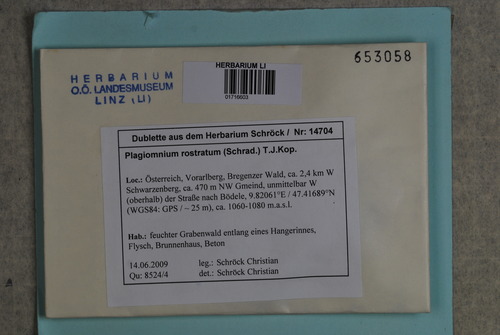 HERBARIUM LI
01718603
653058
HERBARIUM
O.Ö. LANDESMUSEUM
LINZ (LI)
Dublette aus dem Herbarium Schröck / Nr: 14704
Plagiomnium rostratum (Schrad.) T.J.Kop.
Loc.: Österreich, Vorarlberg, Bregenzer Wald, ca. 2,4 km W
Schwarzenberg, ca. 470 m NW Gmeind, unmittelbar W
(oberhalb) der Straße nach Bödele, 9.82061°E / 47.41689°N
(WGS84: GPS / ~ 25 m), ca. 1060-1080 m.a.s.l.
Hab.: feuchter Grabenwald entlang eines Hangerinnes,
Flysch, Brunnenhaus, Beton
14.06.2009 leg.: Schröck Christian
Qu: 8524/4 det.: Schröck Christian